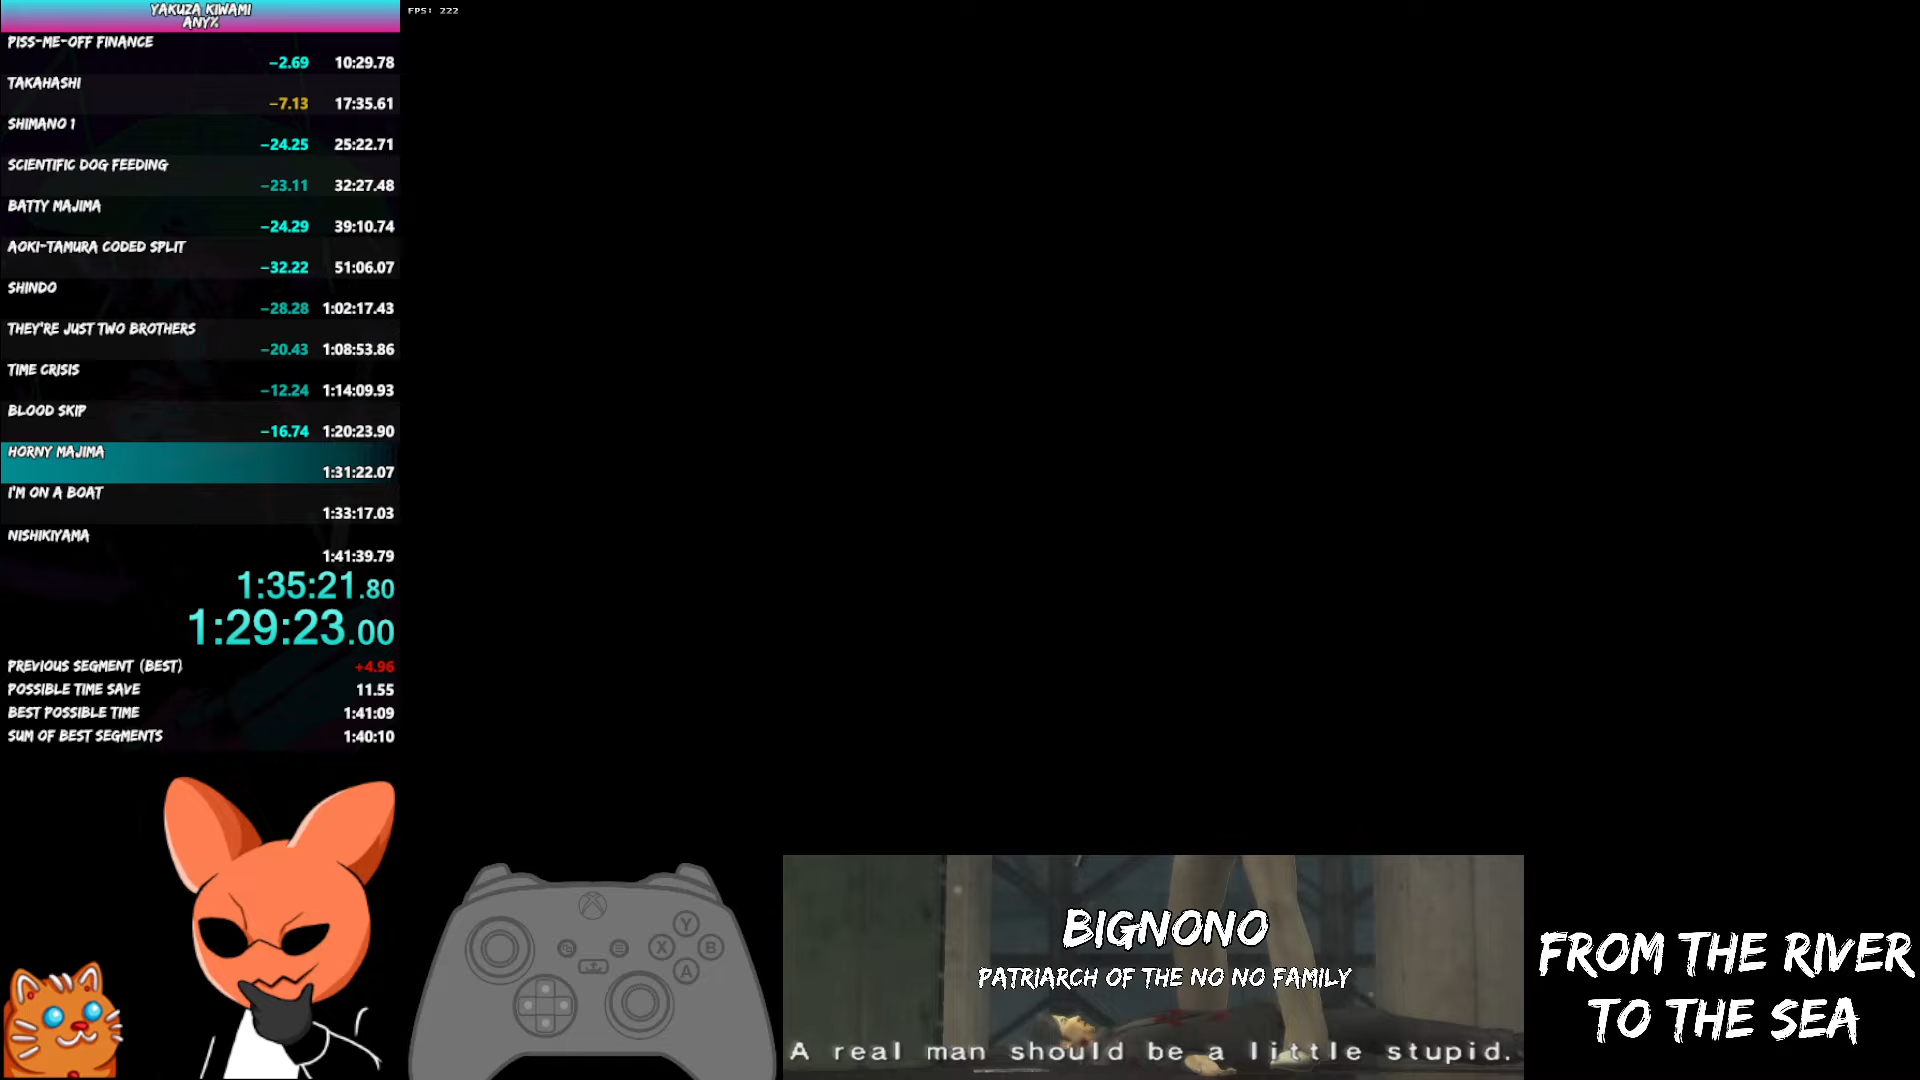 YAKUZA KIWAMI
ANY%
FPS: 222
PISS-ME-OFF FINANCE
-2.69 10:29.78
TAKAHASHI
-7.13 17:35.61
SHIMANO 1
-24.25 25:22.71
SCIENTIFIC DOG FEEDING
-23.11 32:27.48
BATTY MAJIMA
-24.29 39:10.74
AOKI-TAMURA CODED SPLIT
-32.22 51:06.07
SHINDO
-28.28 1:02:17.43
THEY'RE JUST TWO BROTHERS
-20.43 1:08:53.86
TIME CRISIS
-12.24 1:14:09.93
BLOOD SKIP
-16.74 1:20:23.90
HORNY MAJIMA
1:31:22.07
I'M ON A BOAT
1:33:17.03
NISHIKIYAMA
1:41:39.79
1:35:21.80
1:29:23.00
PREVIOUS SEGMENT (BEST) +4.96
POSSIBLE TIME SAVE 11.55
BEST POSSIBLE TIME 1:41:09
SUM OF BEST SEGMENTS 1:40:10
Y
X B
A
BIGNONO
PATRIARCH OF THE NO NO FAMILY
A real man should be a little stupid.
FROM THE RIVER
TO THE SEA